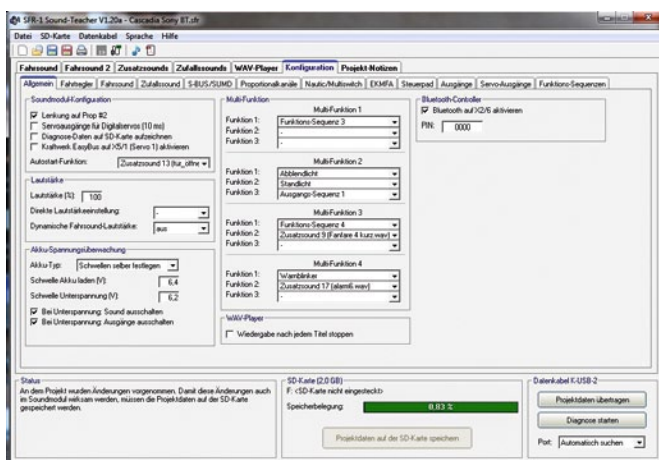 SFR-1 Sound-Teacher V1.20a - Cascadia Sony BT.sfr
Datei SD-Karte Datenkabel Sprache Hilfe
Fahrsound Fahrsound 2 Zusatzsounds Zufallssounds WAV-Player Konfiguration Projekt-Notizen
Allgemein Fahrtregler Fahrsound Zufallsound S-BUS/SUMD Proportionalkanäle Nautic/Multiswitch EKMFA Steuerpad Ausgänge Servo-Ausgänge Funktions-Sequenzen
Soundmodul-Konfiguration
Lenkung auf Prop #2
Servoausgänge für Digitalservos (10 ms)
Diagnose-Daten auf SD-Karte aufzeichnen
Kraftwerk EasyBus auf X5/1 (Servo 1) aktivieren
Autostart-Funktion: Zusatzsound 13 (tür_öffne
Lautstärke
Lautstärke (%): 100
Direkte Lautstärkeeinstellung: -
Dynamische Fahrsound-Lautstärke: aus
Akku-Spannungsüberwachung
Akku-Typ: Schwellen selber festlegen
Schwelle Akku laden (V): 6,4
Schwelle Unterspannung (V): 6,2
Bei Unterspannung: Sound ausschalten
Bei Unterspannung: Ausgänge ausschalten
Multi-Funktion
Multi-Funktion 1
Funktion 1: Funktions-Sequenz 3
Funktion 2: -
Funktion 3: -
Multi-Funktion 2
Funktion 1: Abblendlicht
Funktion 2: Standlicht
Funktion 3: Ausgangs-Sequenz 1
Multi-Funktion 3
Funktion 1: Funktions-Sequenz 4
Funktion 2: Zusatzsound 9 (Fanfare 4 kurz.wav)
Funktion 3: -
Multi-Funktion 4
Funktion 1: Warnblinker
Funktion 2: Zusatzsound 17 (alarm6.wav)
Funktion 3: -
WAV-Player
Wiedergabe nach jedem Titel stoppen
Bluetooth-Controller
Bluetooth auf X2/6 aktivieren
PIN: 0000
Status
An dem Projekt wurden Änderungen vorgenommen. Damit diese Änderungen auch
im Soundmodul wirksam werden, müssen die Projektdaten auf der SD-Karte
gespeichert werden.
SD-Karte (2,0 GB)
F: <SD-Karte nicht eingesteckt>
Speicherbelegung: 0,83 %
Projektdaten auf der SD-Karte speichern
Datenkabel K-USB-2
Projektdaten übertragen
Diagnose starten
Port: Automatisch suchen